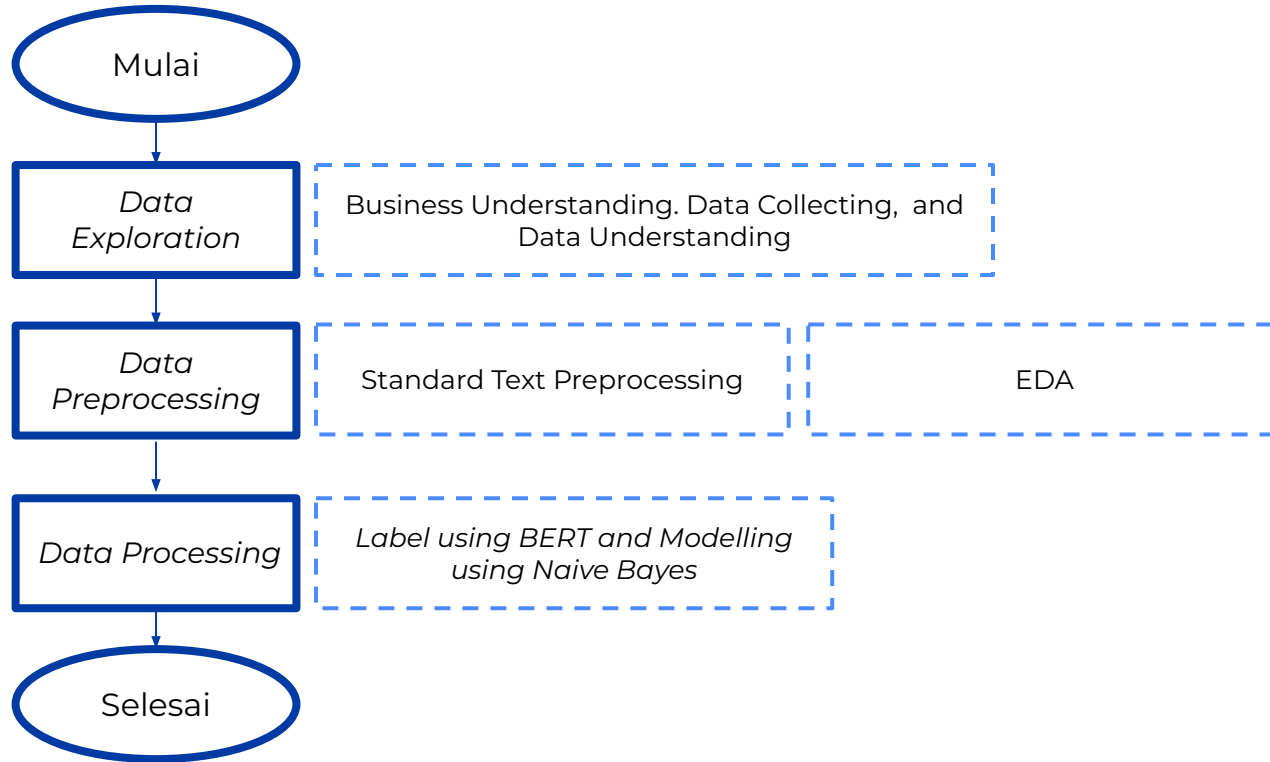 Mulai
Data
Exploration
Business Understanding. Data Collecting, and
Data Understanding
Data
Preprocessing
Standard Text Preprocessing
EDA
Data Processing
Label using BERT and Modelling
using Naive Bayes
Selesai